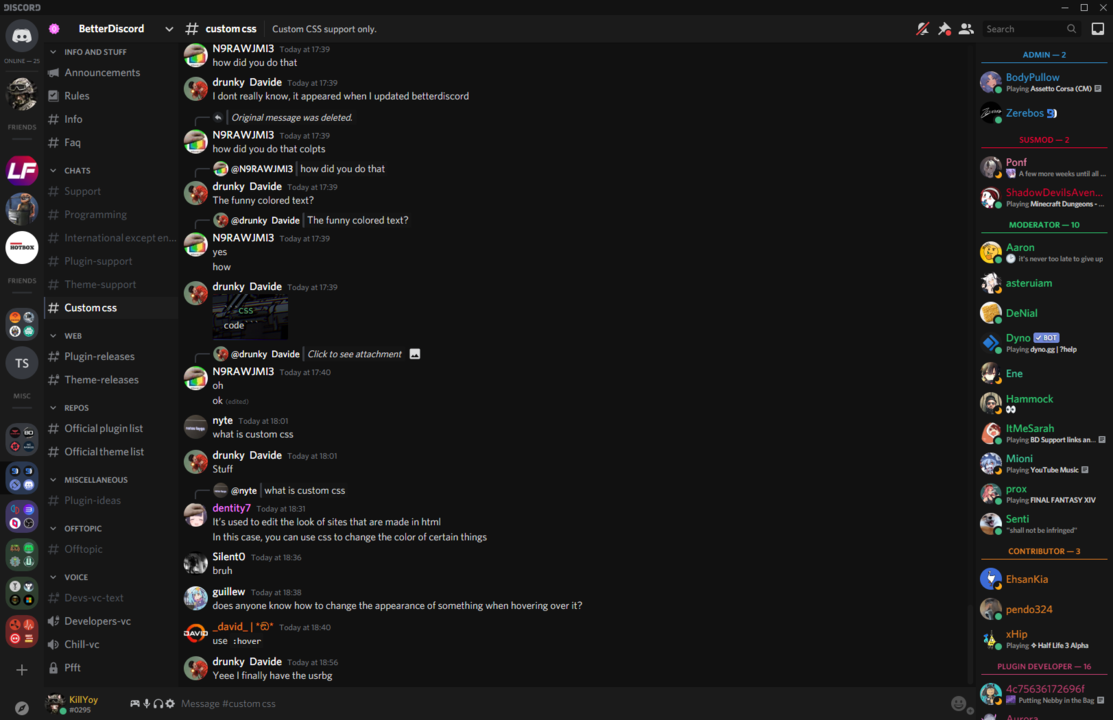 DISCORD
ONLINE — 25
FRIENDS
LF
HOTBOX
FRIENDS
TS
MISC
BetterDiscord
INFO AND STUFF
Announcements
Rules
Info
Faq
CHATS
Support
Programming
International except en...
Plugin-support
Theme-support
Custom css
WEB
Plugin-releases
Theme-releases
REPOS
Official plugin list
Official theme list
MISCELLANEOUS
Plugin-ideas
OFFTOPIC
Offtopic
VOICE
Devs-vc-text
Developers-vc
Chill-vc
Pfft
KillYoy
#0295
custom css Custom CSS support only.
Search
N9RAWJMI3 Today at 17:39
how did you do that
drunky Davide Today at 17:39
I dont really know, it appeared when I updated betterdiscord
Original message was deleted.
N9RAWJMI3 Today at 17:39
how did you do that colpts
@N9RAWJMI3 how did you do that
drunky Davide Today at 17:39
The funny colored text?
@drunky Davide The funny colored text?
N9RAWJMI3 Today at 17:39
yes
how
drunky Davide Today at 17:39
```css
code```
@drunky Davide Click to see attachment
N9RAWJMI3 Today at 17:40
oh
ok (edited)
nyte Today at 18:01
what is custom css
drunky Davide Today at 18:01
Stuff
@nyte what is custom css
dentity7 Today at 18:31
It's used to edit the look of sites that are made in html
In this case, you can use css to change the color of certain things
Silent0 Today at 18:36
bruh
guillew Today at 18:38
does anyone know how to change the appearance of something when hovering over it?
DAVID
Today at 18:40
use :hover
drunky Davide Today at 18:56
Yeee I finally have the usrbg
Message #custom css
ADMIN — 2
BodyPullow
Playing Assetto Corsa (CM)
Zerebos
SUSMOD — 2
Ponf
A few more weeks until all ...
ShadowDevilsAven...
Playing Minecraft Dungeons - ...
MODERATOR — 10
Aaron
it's never too late to give up
asteruiam
DeNial
Dyno BOT
Playing dyno.gg | ?help
Ene
Hammock
👀
ItMeSarah
Playing BD Support links an...
Mioni
Playing YouTube Music
prox
Playing FINAL FANTASY XIV
Senti
"shall not be infringed"
CONTRIBUTOR — 3
EhsanKia
pendo324
xHip
Playing Half Life 3 Alpha
PLUGIN DEVELOPER — 16
4c75636172696f
Putting Nebby in the Bag